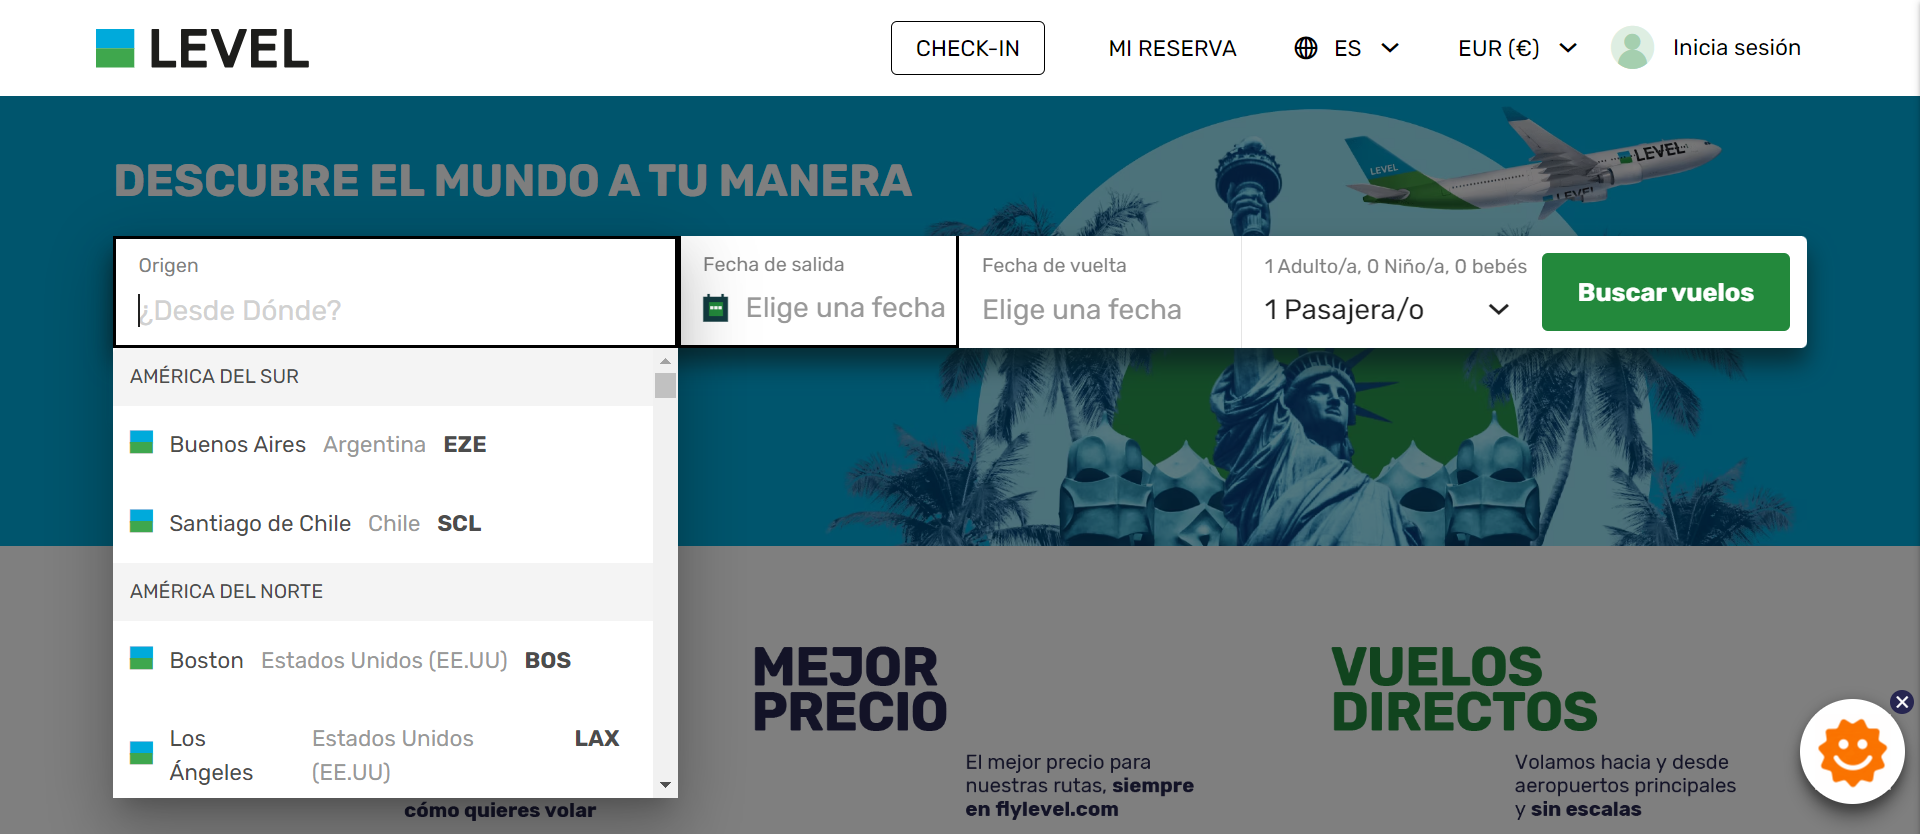 LEVEL
CHECK-IN
MI RESERVA
ES
EUR (€)
Inicia sesión
DESCUBRE EL MUNDO A TU MANERA
LEVEL
LEVEL
LEVEL
Origen
¿Desde Dónde?
Fecha de salida
Elige una fecha
Fecha de vuelta
Elige una fecha
1 Adulto/a, 0 Niño/a, 0 bebés
1 Pasajera/o
Buscar vuelos
AMÉRICA DEL SUR
Buenos Aires Argentina EZE
Santiago de Chile Chile SCL
AMÉRICA DEL NORTE
Boston Estados Unidos (EE.UU) BOS
Los Ángeles Estados Unidos (EE.UU) LAX
cómo quieres volar
MEJOR
PRECIO
El mejor precio para
nuestras rutas, siempre
en flylevel.com
VUELOS
DIRECTOS
Volamos hacia y desde
aeropuertos principales
y sin escalas